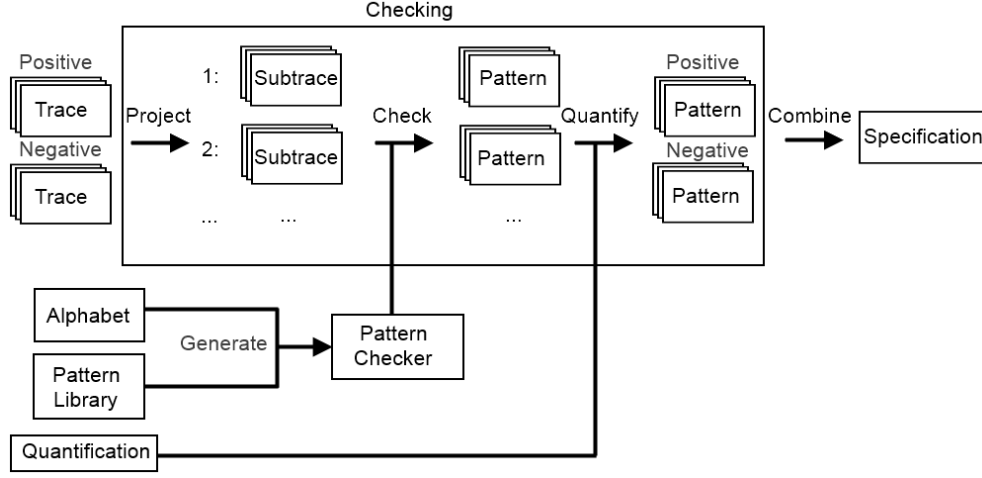 Checking
Positive
Trace
Negative
Trace
Project
1:
Subtrace
2:
Subtrace
...
...
Check
Pattern
Pattern
...
Quantify
Positive
Pattern
Negative
Pattern
Combine
Specification
Alphabet
Pattern
Library
Generate
Pattern
Checker
Quantification